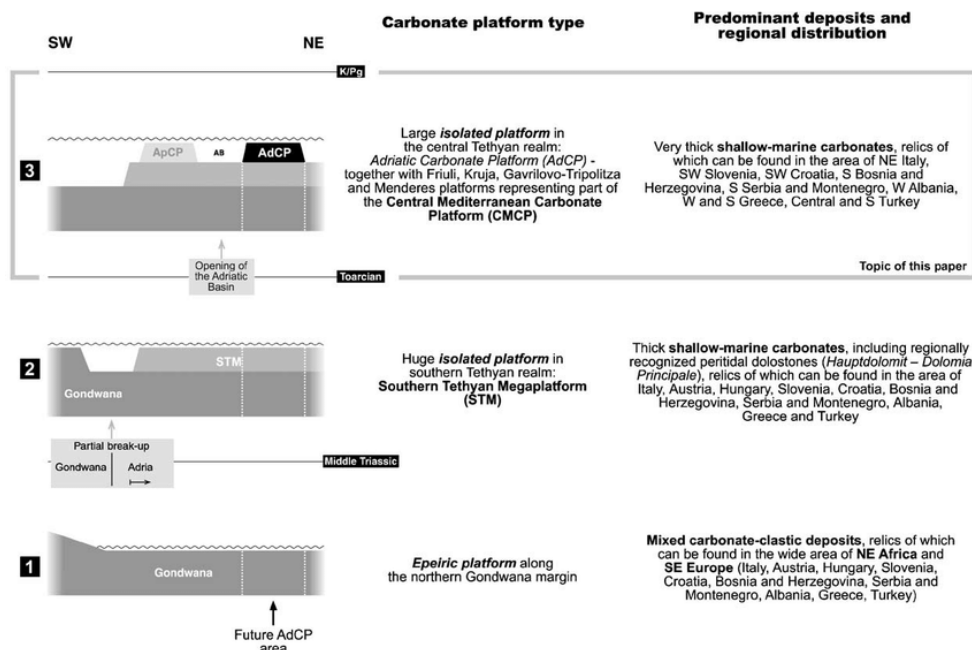 Carbonate platform type
Predominant deposits and
regional distribution
SW
NE
K/Pg
3
ApCP
AB
AdCP
Large isolated platform in
the central Tethyan realm:
Adriatic Carbonate Platform (AdCP) -
together with Friuli, Kruja, Gavrilovo-Tripolitza
and Menderes platforms representing part
of the Central Mediterranean Carbonate
Platform (CMCP)
Very thick shallow-marine carbonates, relics
of which can be found in the area of NE Italy,
SW Slovenia, SW Croatia, S Bosnia and
Herzegovina, S Serbia and Montenegro, W Albania,
W and S Greece, Central and S Turkey
Opening of
the Adriatic
Basin
Toarcian
Topic of this paper
2
STM
Gondwana
Huge isolated platform in
southern Tethyan realm:
Southern Tethyan Megaplatform
(STM)
Thick shallow-marine carbonates, including regionally
recognized peritidal dolostones (Hauptdolomit – Dolomia
Principale), relics of which can be found in the area of
Italy, Austria, Hungary, Slovenia, Croatia, Bosnia and
Herzegovina, Serbia and Montenegro, Albania,
Greece and Turkey
Partial break-up
Gondwana
Adria
Middle Triassic
1
Gondwana
Epeiric platform along
the northern Gondwana margin
Mixed carbonate-clastic deposits, relics of which
can be found in the wide area of NE Africa and
SE Europe (Italy, Austria, Hungary, Slovenia,
Croatia, Bosnia and Herzegovina, Serbia and
Montenegro, Albania, Greece, Turkey)
Future AdCP
area